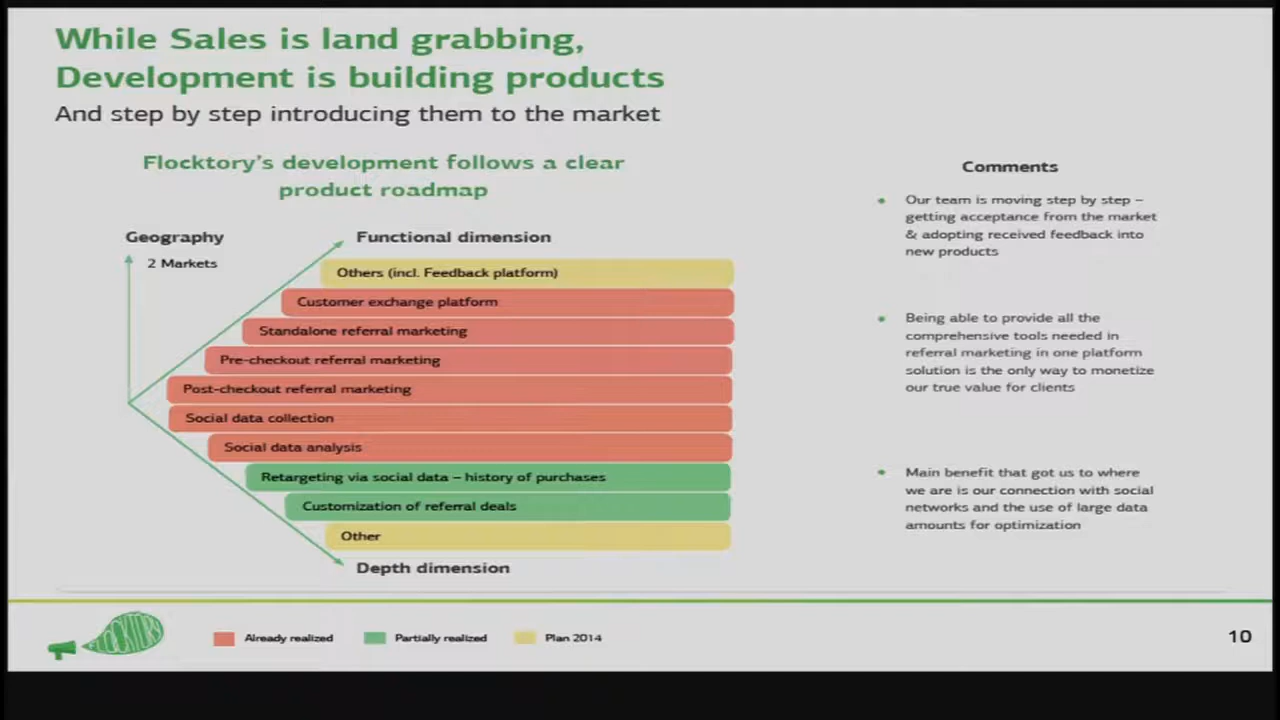 While Sales is land grabbing,
Development is building products
And step by step introducing them to the market
Flocktory's development follows a clear
product roadmap
Geography
2 Markets
Functional dimension
Others (incl. Feedback platform)
Customer exchange platform
Standalone referral marketing
Pre-checkout referral marketing
Post-checkout referral marketing
Social data collection
Social data analysis
Retargeting via social data – history of purchases
Customization of referral deals
Other
Depth dimension
Comments
Our team is moving step by step –
getting acceptance from the market
& adopting received feedback into
new products
Being able to provide all the
comprehensive tools needed in
referral marketing in one platform
solution is the only way to monetize
our true value for clients
Main benefit that got us to where
we are is our connection with social
networks and the use of large data
amounts for optimization
FLOCKTORY
Already realized
Partially realized
Plan 2014
10